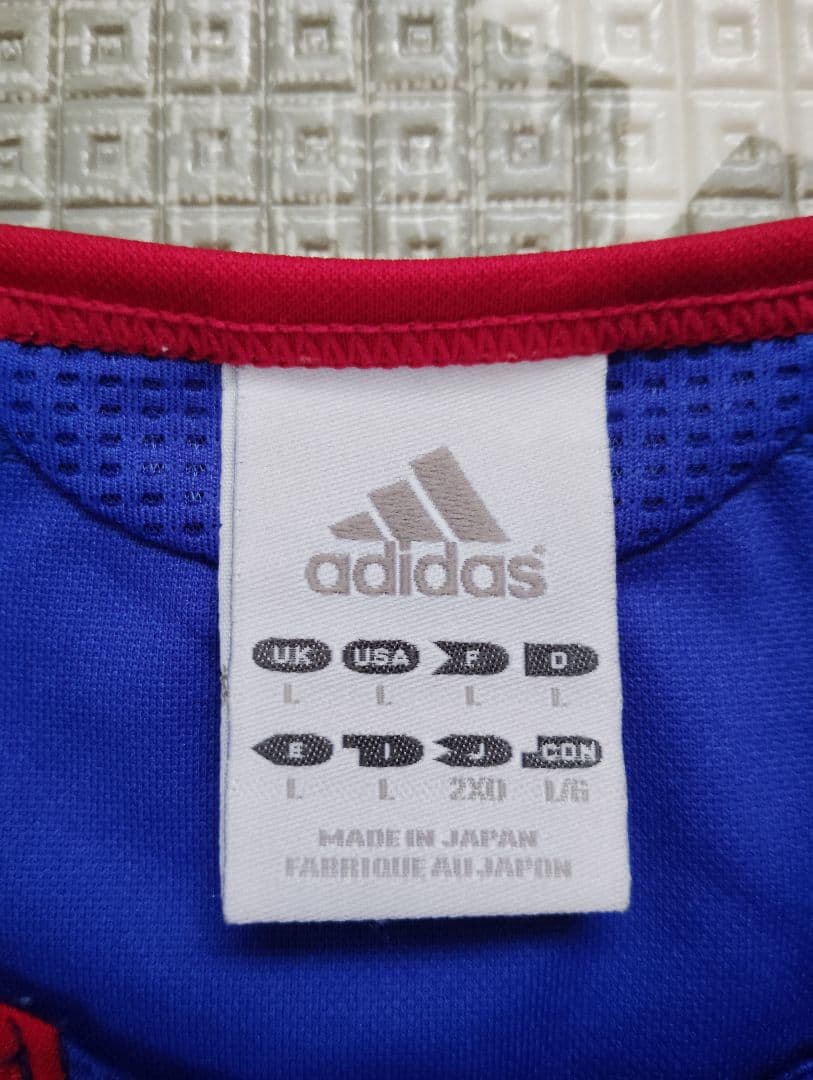 adidas
UK USA F D
L L L L
E I J CON
L L 2XO L/G
MADE IN JAPAN
FABRIQUE AU JAPON